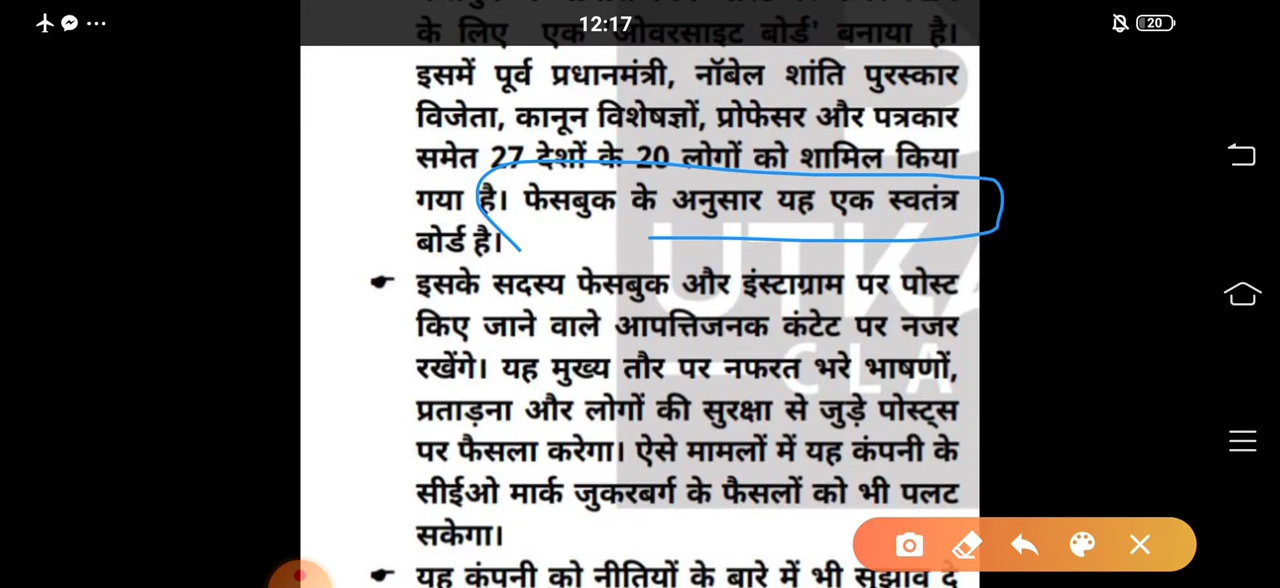 12:17
20
के लिए एक ओवरसाइट बोर्ड' बनाया है।
इसमें पूर्व प्रधानमंत्री, नॉबेल शांति पुरस्कार
विजेता, कानून विशेषज्ञों, प्रोफेसर और पत्रकार
समेत 27 देशों के 20 लोगों को शामिल किया
गया है। फेसबुक के अनुसार यह एक स्वतंत्र
बोर्ड है।
UTKA
CLA
☛ इसके सदस्य फेसबुक और इंस्टाग्राम पर पोस्ट
किए जाने वाले आपत्तिजनक कंटेट पर नजर
रखेंगे। यह मुख्य तौर पर नफरत भरे भाषणों,
प्रताड़ना और लोगों की सुरक्षा से जुड़े पोस्ट्स
पर फैसला करेगा। ऐसे मामलों में यह कंपनी के
सीईओ मार्क जुकरबर्ग के फैसलों को भी पलट
सकेगा।
☛ यह कंपनी को नीतियों के बारे में भी सुझाव दे